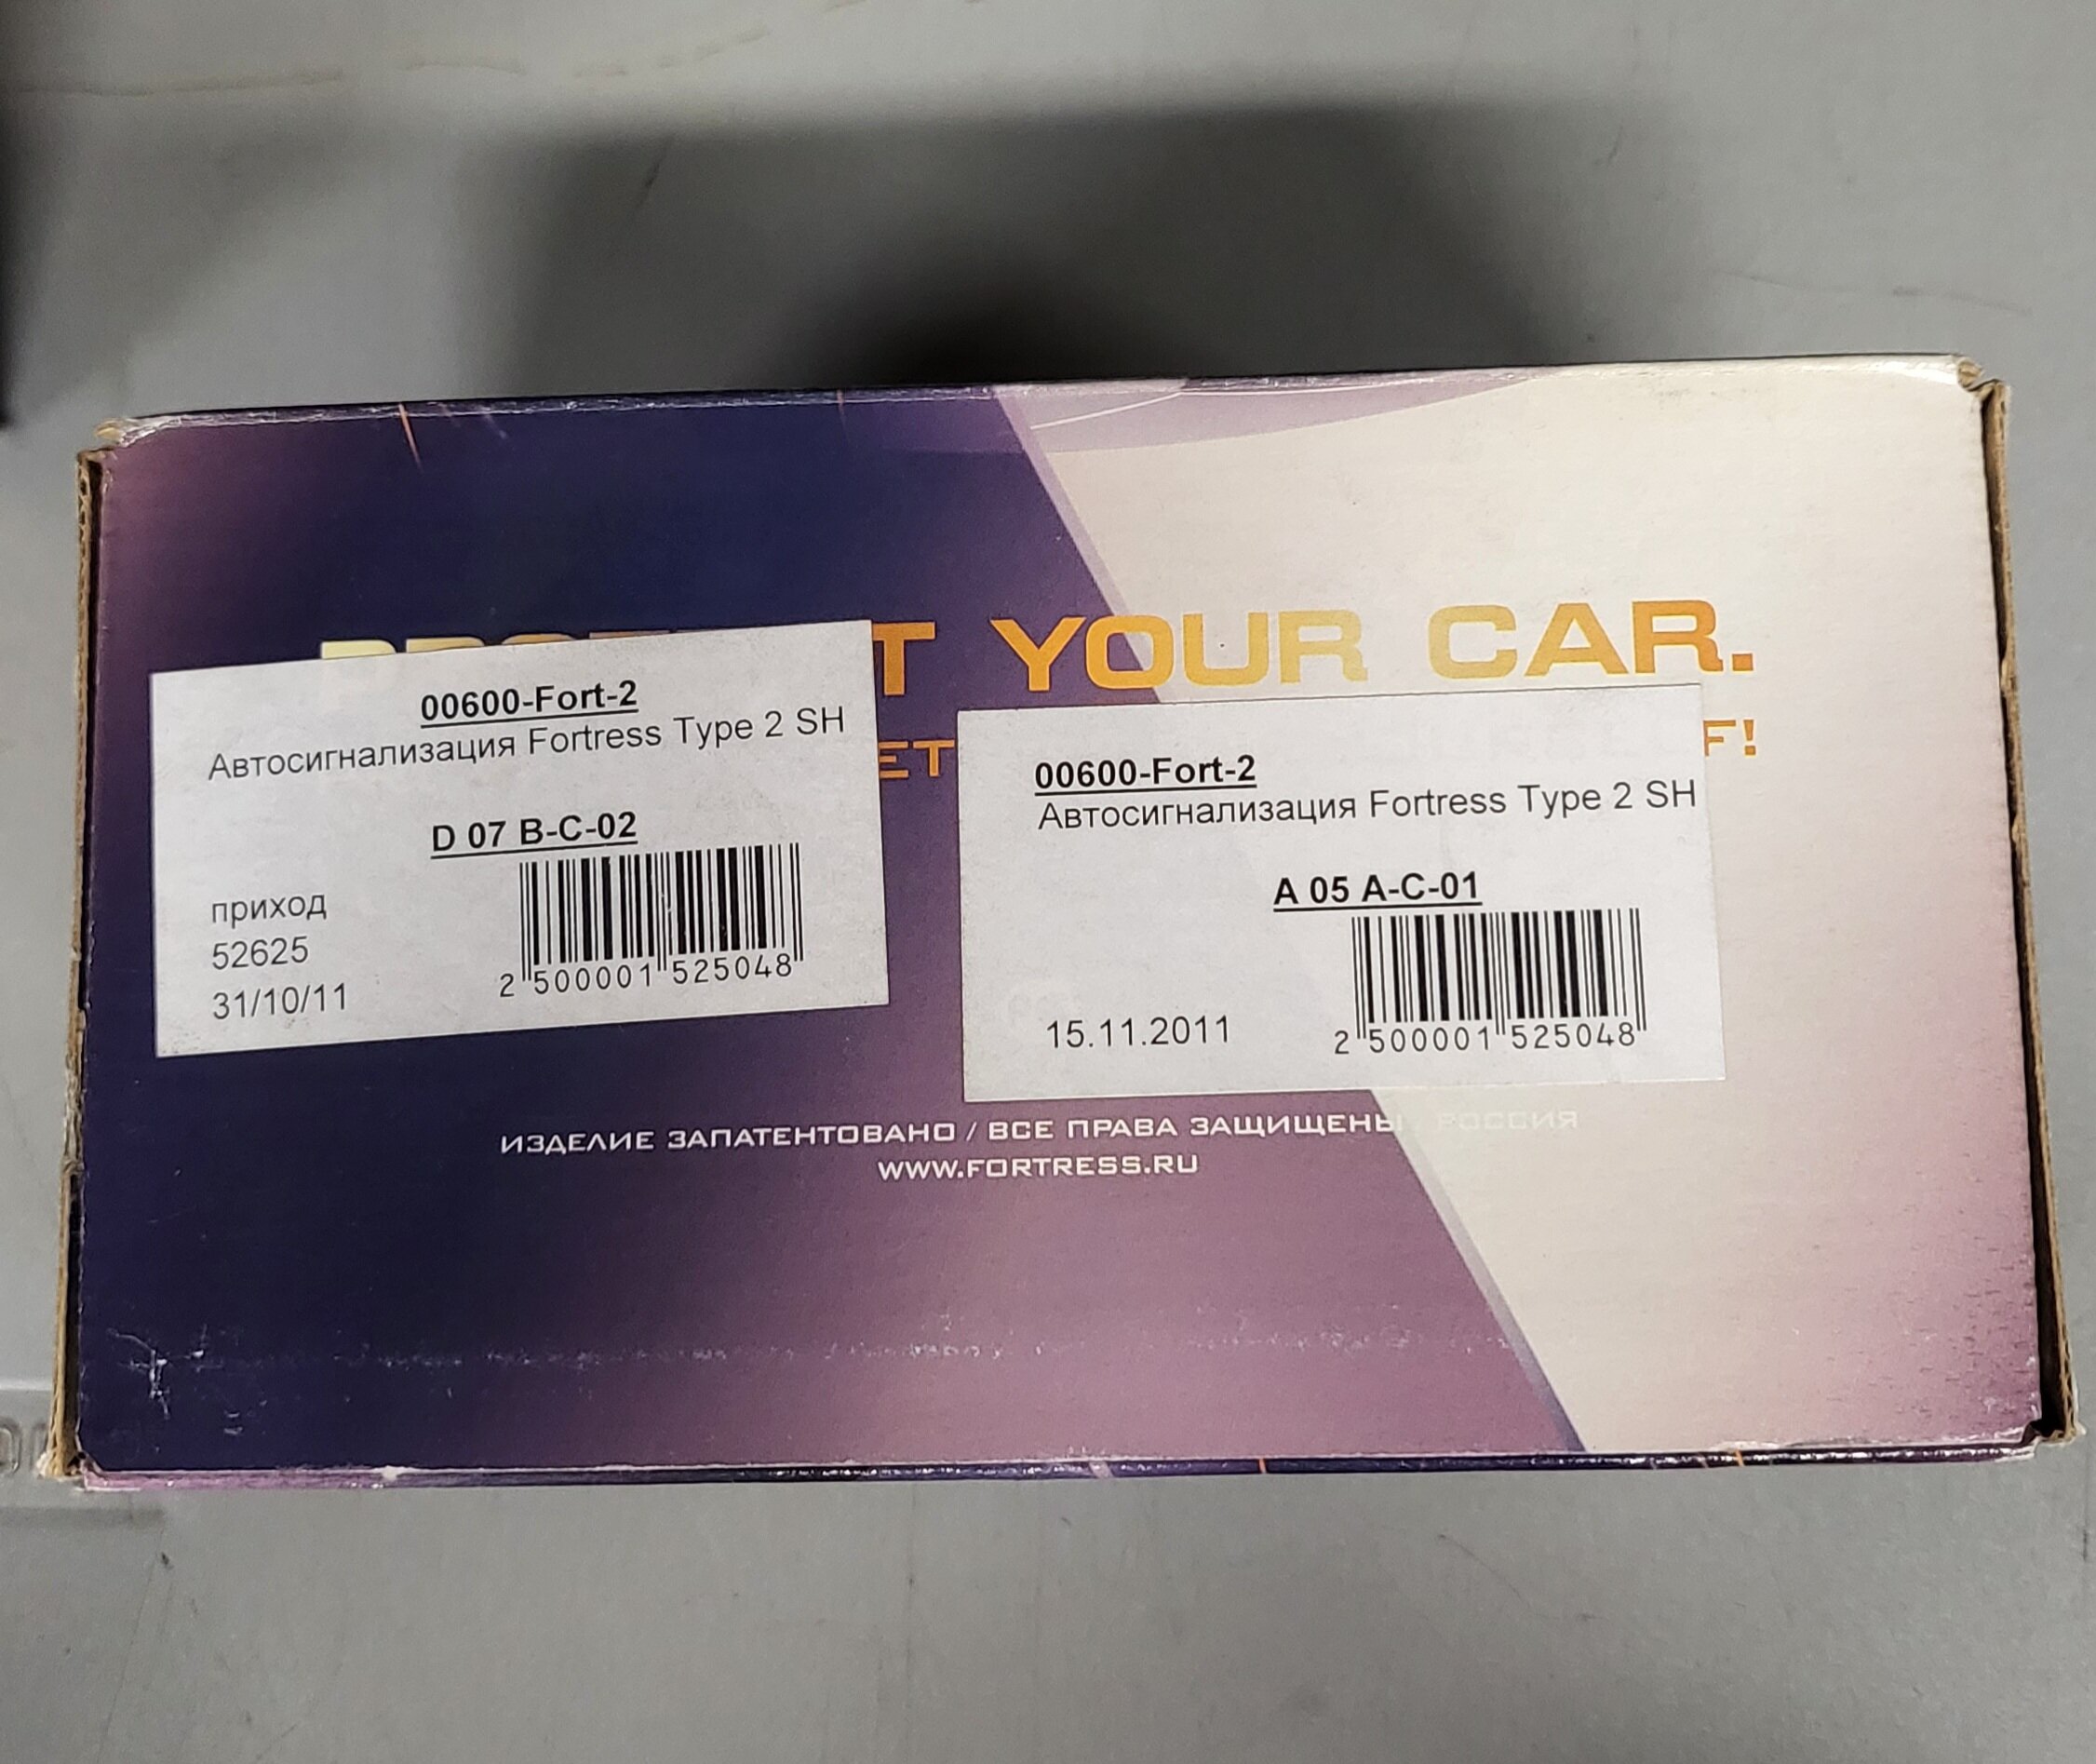 T YOUR CAR.
00600-Fort-2
Автосигнализация Fortress Type 2 SH
D 07 B-C-02
приход
52625
31/10/11
2 500001 525048
00600-Fort-2
Автосигнализация Fortress Type 2 SH
A 05 A-C-01
15.11.2011
2 500001 525048
ИЗДЕЛИЕ ЗАПАТЕНТОВАНО / ВСЕ ПРАВА ЗАЩИЩЕНЫ РОССИЯ
WWW.FORTRESS.RU